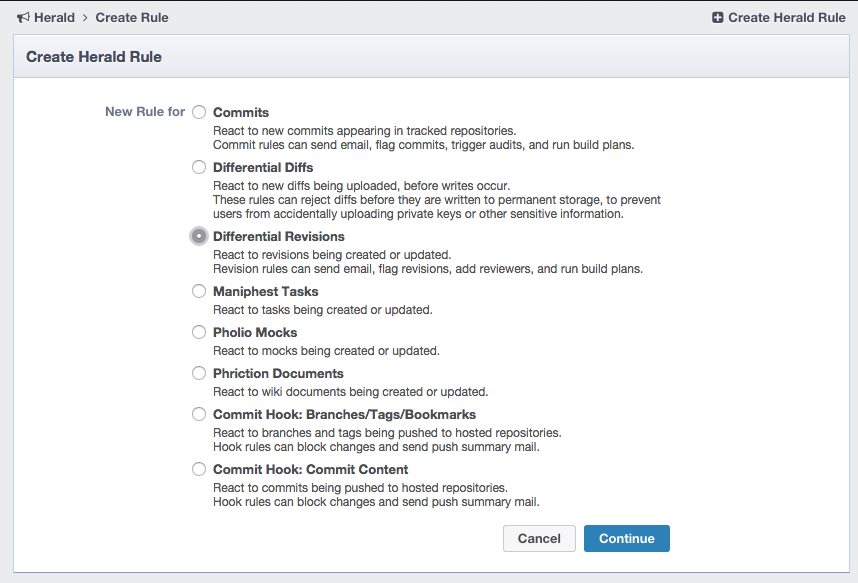 Herald > Create Rule
Create Herald Rule
Create Herald Rule
New Rule for
Commits
React to new commits appearing in tracked repositories.
Commit rules can send email, flag commits, trigger audits, and run build plans.
Differential Diffs
React to new diffs being uploaded, before writes occur.
These rules can reject diffs before they are written to permanent storage, to prevent
users from accidentally uploading private keys or other sensitive information.
Differential Revisions
React to revisions being created or updated.
Revision rules can send email, flag revisions, add reviewers, and run build plans.
Maniphest Tasks
React to tasks being created or updated.
Pholio Mocks
React to mocks being created or updated.
Phriction Documents
React to wiki documents being created or updated.
Commit Hook: Branches/Tags/Bookmarks
React to branches and tags being pushed to hosted repositories.
Hook rules can block changes and send push summary mail.
Commit Hook: Commit Content
React to commits being pushed to hosted repositories.
Hook rules can block changes and send push summary mail.
Cancel
Continue